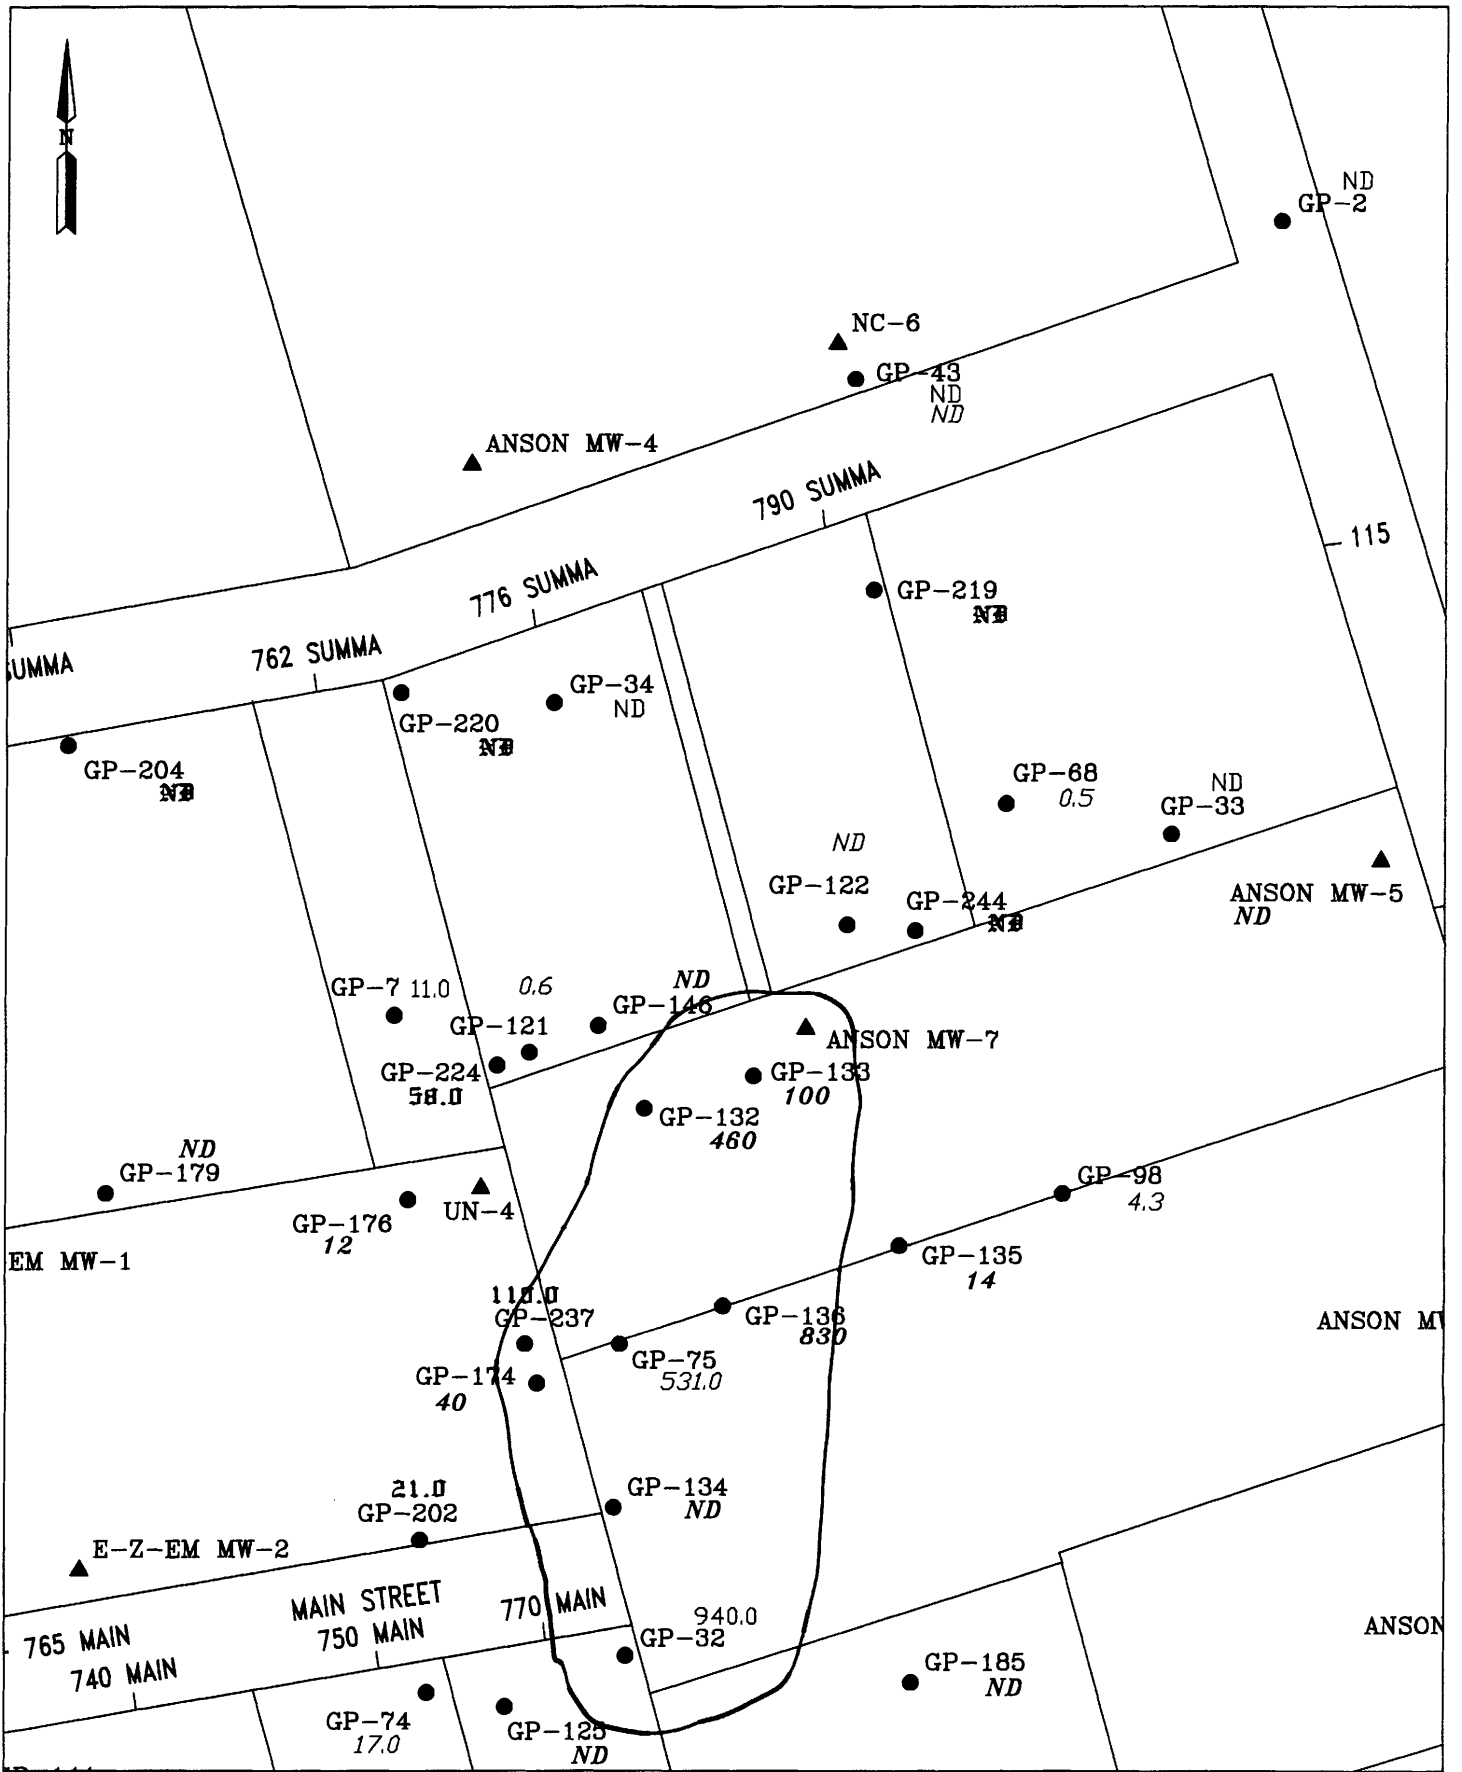 N
ND
GP-2
NC-6
GP-43
ND
ND
ANSON MW-4
790 SUMMA
115
776 SUMMA
GP-219
762 SUMMA
SUMMA
GP-34
ND
GP-220
GP-204
GP-68
0.5
ND
GP-33
ND
GP-122
GP-244
ANSON MW-5
ND
GP-7 11.0
0.6
ND
GP-146
GP-121
ANSON MW-7
GP-224
GP-133
100
GP-132
460
ND
GP-179
GP-98
4.3
UN-4
GP-176
12
EM MW-1
GP-135
14
GP-237
GP-136
830
ANSON
GP-75
531.0
GP-174
40
21.0
GP-202
GP-134
ND
E-Z-EM MW-2
MAIN STREET
770 MAIN
940.0
765 MAIN
750 MAIN
GP-32
ANSON
740 MAIN
GP-185
ND
GP-74
17.0
GP-125
ND